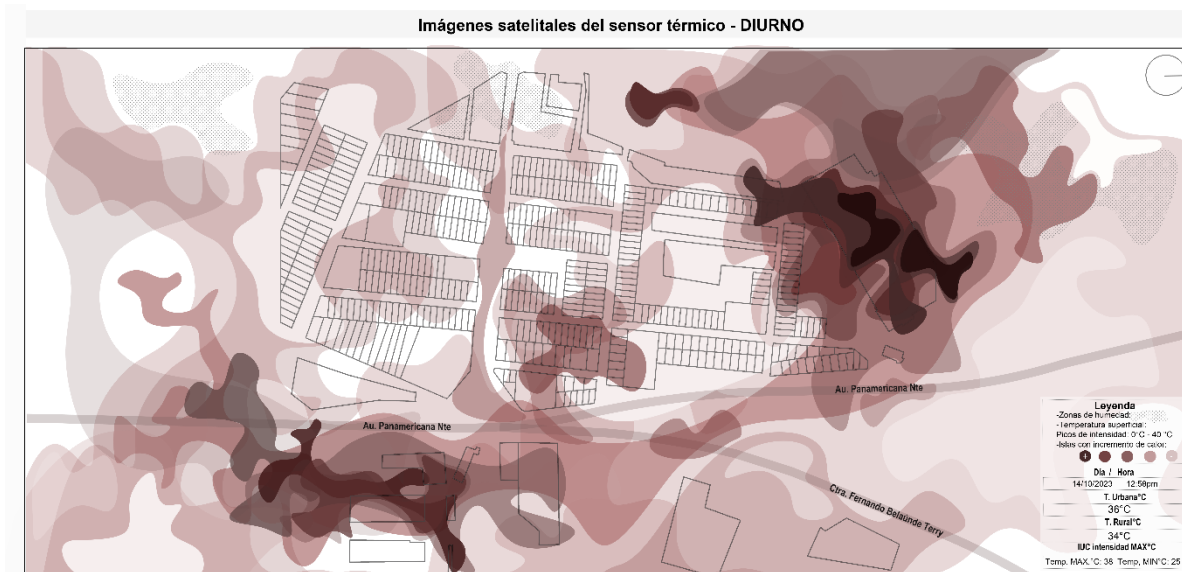 Imágenes satelitales del sensor térmico - DIURNO
Au. Panamericana Nte
Au. Panamericana Nte
Ctra. Fernando Belaúnde Terry
Leyenda
-Zonas de humedad:
-Temperatura superficial:
Picos de intensidad: 0°C - 40 °C
-Islas con incremento de calor:
+ -
Día / Hora
14/10/2023 12:58pm
T. Urbana°C
36°C
T. Rural°C
34°C
IUC intensidad MAX°C
Temp. MAX.°C: 38 Temp, MIN°C: 25